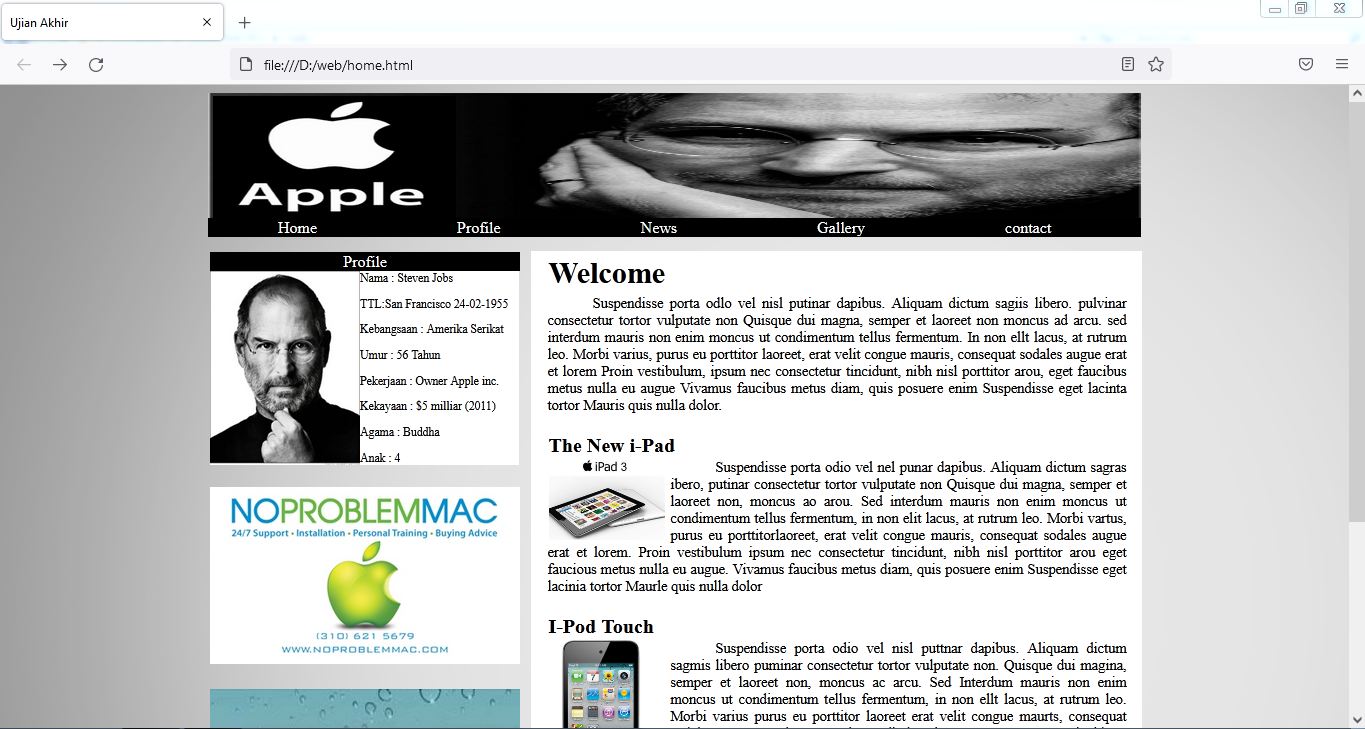 Ujian Akhir
file:///D:/web/home.html
Apple
Home Profile News Gallery contact
Profile
Nama : Steven Jobs
TTL:San Francisco 24-02-1955
Kebangsaan : Amerika Serikat
Umur : 56 Tahun
Pekerjaan : Owner Apple inc.
Kekayaan : $5 milliar (2011)
Agama : Buddha
Anak : 4
NOPROBLEMMAC
24/7 Support • Installation • Personal Training • Buying Advice
(310) 621 5679
WWW.NOPROBLEMMAC.COM
Welcome
Suspendisse porta odlo vel nisl putinar dapibus. Aliquam dictum sagiis libero. pulvinar
consectetur tortor vulputate non Quisque dui magna, semper et laoreet non moncus ad arcu. sed
interdum mauris non enim moncus ut condimentum tellus fermentum. In non ellt lacus, at rutrum
leo. Morbi varius, purus eu porttitor laoreet, erat velit congue mauris, consequat sodales augue erat
et lorem Proin vestibulum, ipsum nec consectetur tincidunt, nibh nisl porttitor arou, eget faucibus
metus nulla eu augue Vivamus faucibus metus diam, quis posuere enim Suspendisse eget lacinta
tortor Mauris quis nulla dolor.
The New i-Pad
iPad 3
Suspendisse porta odio vel nel punar dapibus. Aliquam dictum sagras
ibero, putinar consectetur tortor vulputate non Quisque dui magna, semper et
laoreet non, moncus ao arou. Sed interdum mauris non enim moncus ut
condimentum tellus fermentum, in non elit lacus, at rutrum leo. Morbi vartus,
purus eu porttitorlaoreet, erat velit congue mauris, consequat sodales augue
erat et lorem. Proin vestibulum ipsum nec consectetur tincidunt, nibh nisl porttitor arou eget
faucious metus nulla eu augue. Vivamus faucibus metus diam, quis posuere enim Suspendisse eget
lacinia tortor Maurle quis nulla dolor
I-Pod Touch
Suspendisse porta odio vel nisl puttnar dapibus. Aliquam dictum
sagmis libero puminar consectetur tortor vulputate non. Quisque dui magina,
semper et laoreet non, moncus ac arcu. Sed Interdum mauris non enim
moncus ut condimentum tellus fermentum, in non ellt lacus, at rutrum leo.
Morbi varius purus eu porttitor laoreet erat velit congue maurts, consequat